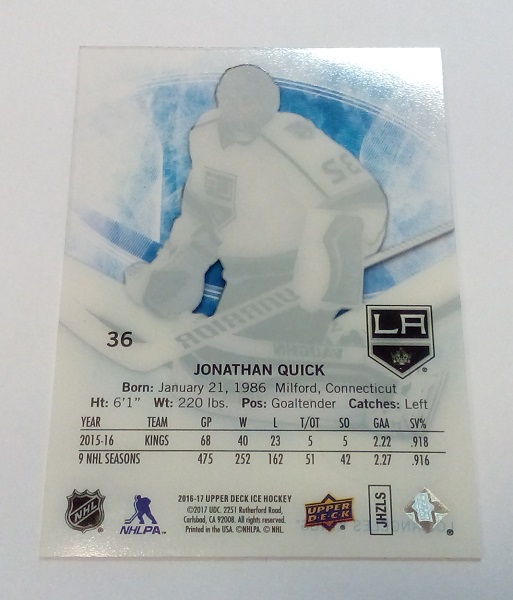 32
WARRIOR
VAUGHN
36
LA
JONATHAN QUICK
Born: January 21, 1986 Milford, Connecticut
Ht: 6'1" Wt: 220 lbs. Pos: Goaltender Catches: Left
YEAR TEAM GP W L T/OT SO GAA SV%
2015-16 KINGS 68 40 23 5 5 2.22 .918
9 NHL SEASONS 475 252 162 51 42 2.27 .916
2016-17 UPPER DECK ICE HOCKEY
©2017 UDC. 2251 Rutherford Road,
Carlsbad, CA 92008. All rights reserved.
Printed in the USA. ©NHLPA. © NHL.
NHL
NHLPA
UPPER DECK
JHZLS